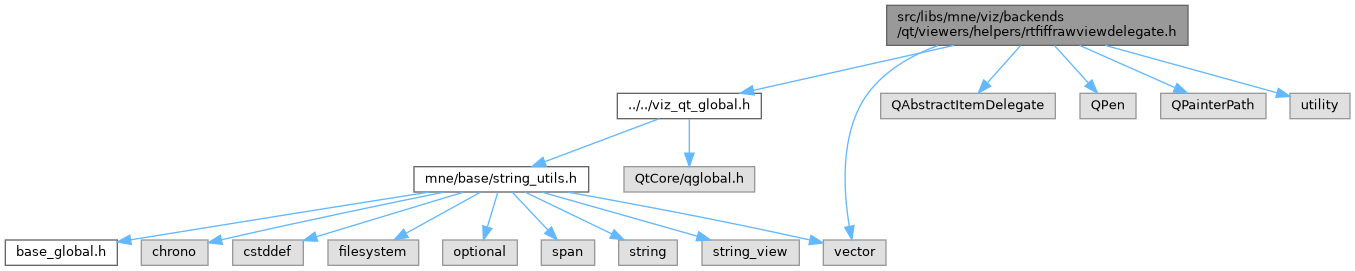 src/libs/mne/viz/backends
/qt/viewers/helpers/rtfiffrawviewdelegate.h
../../viz_qt_global.h
QAbstractItemDelegate
QPen
QPainterPath
utility
mne/base/string_utils.h
QtCore/qglobal.h
base_global.h
chrono
cstddef
filesystem
optional
span
string
string_view
vector